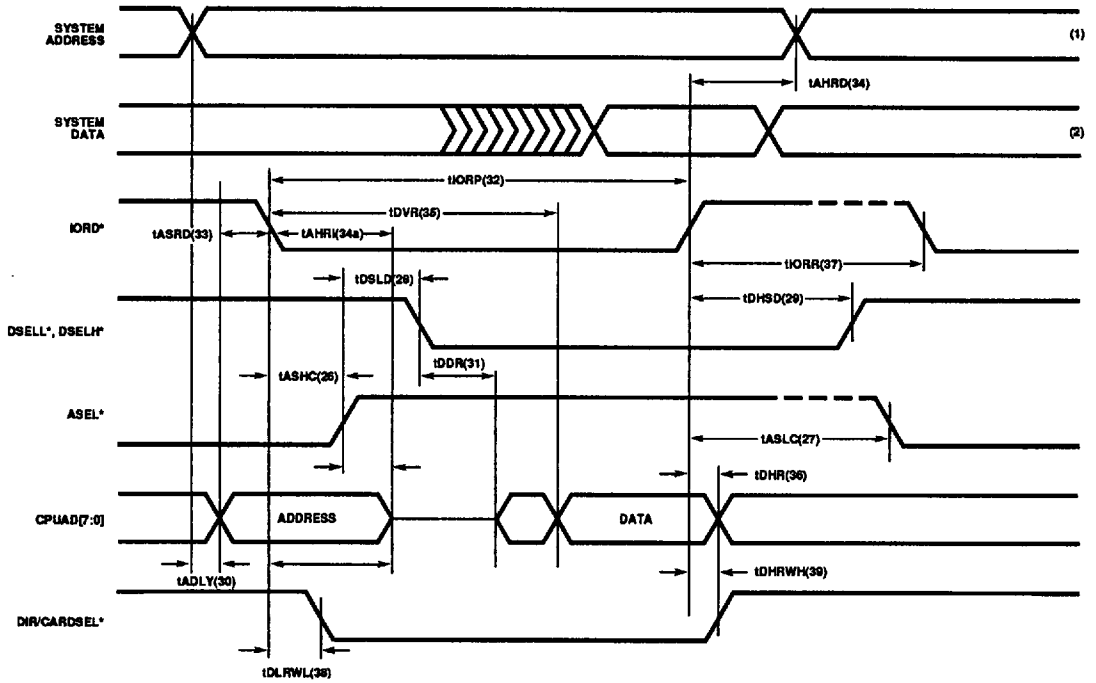 SYSTEM
ADDRESS
(1)
tAHRD(34)
SYSTEM
DATA
(2)
tIORP(32)
tDVR(35)
IORD*
tASRD(33)
tAHRI(34a)
tIORR(37)
tDSLD(28)
tDHSD(29)
DSELL*, DSELH*
tDDR(31)
tASHC(26)
ASEL*
tASLC(27)
tDHR(36)
CPUAD[7:0]
ADDRESS
DATA
tDHRWH(39)
tADLY(30)
DIR/CARDSEL*
tDLRWL(38)